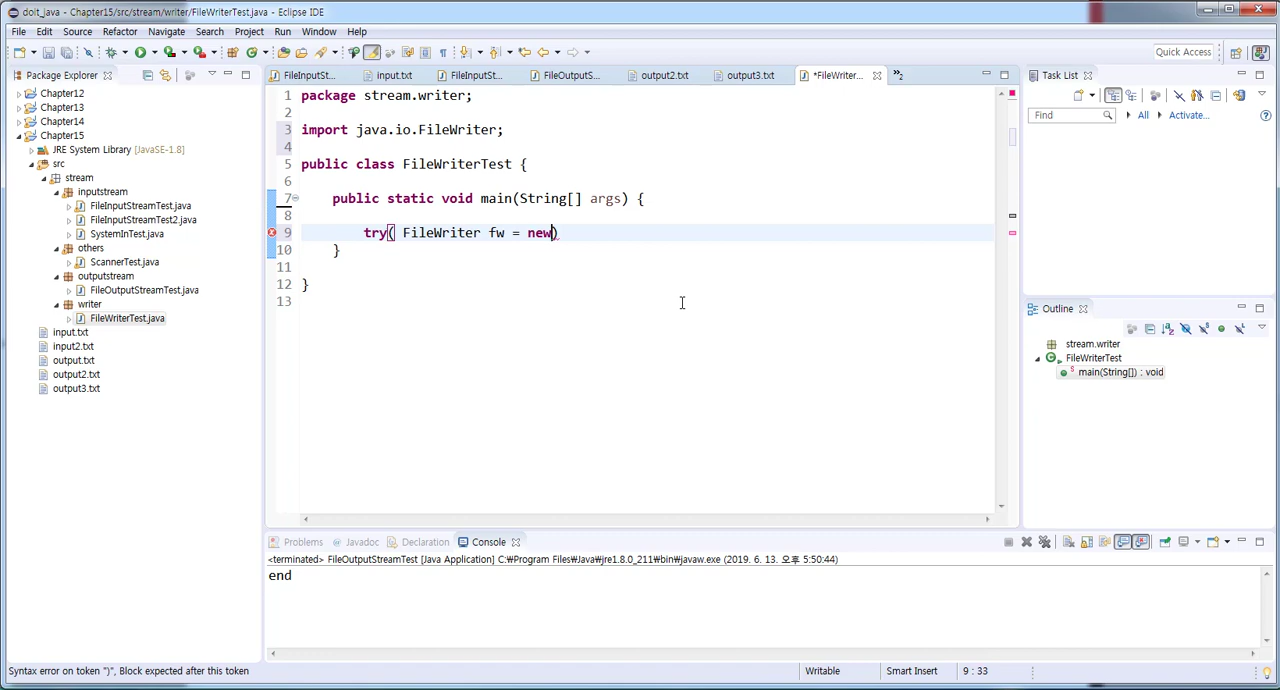 doit_java - Chapter15/src/stream/writer/FileWriterTest.java - Eclipse IDE
File Edit Source Refactor Navigate Search Project Run Window Help
Quick Access
Package Explorer
FileInputSt... input.txt FileInputSt... FileOutputS... output2.txt output3.txt *FileWriter... »2
Task List
Chapter12
Chapter13
Chapter14
Chapter15
JRE System Library [JavaSE-1.8]
src
stream
inputstream
FileInputStreamTest.java
FileInputStreamTest2.java
SystemInTest.java
others
ScannerTest.java
outputstream
FileOutputStreamTest.java
writer
FileWriterTest.java
input.txt
input2.txt
output.txt
output2.txt
output3.txt
1 package stream.writer;
2
3 import java.io.FileWriter;
4
5 public class FileWriterTest {
6
7 public static void main(String[] args) {
8
9 try( FileWriter fw = new)
10 }
11
12 }
13
Find All Activate...
Outline
stream.writer
FileWriterTest
main(String[]) : void
Problems Javadoc Declaration Console
<terminated> FileOutputStreamTest [Java Application] C:₩Program Files₩Java₩jre1.8.0_211₩bin₩javaw.exe (2019. 6. 13. 오후 5:50:44)
end
Syntax error on token ")", Block expected after this token
Writable
Smart Insert
9 : 33